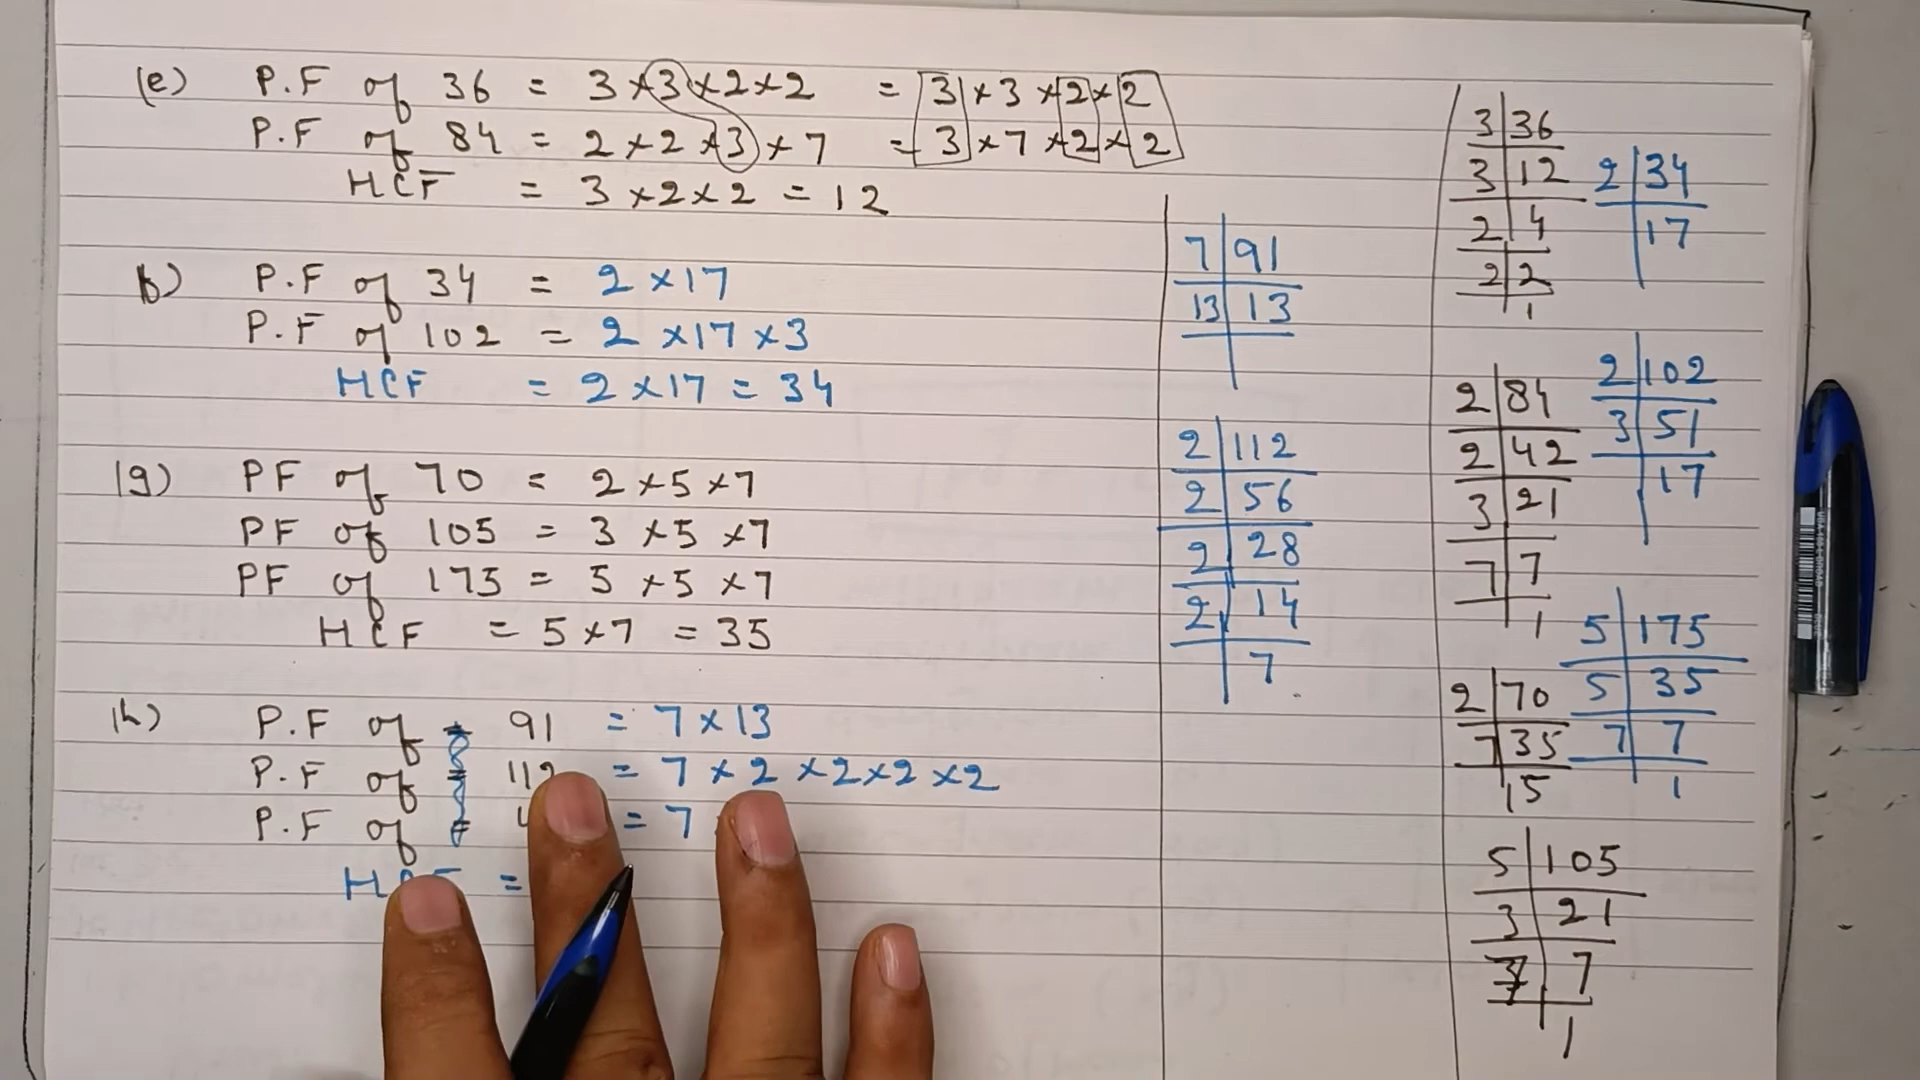 (e) P.F of 36 = 3 × 3 × 2 × 2 = 3 × 3 × 2 × 2
P.F of 84 = 2 × 2 × 3 × 7 = 3 × 7 × 2 × 2
HCF = 3 × 2 × 2 = 12
f) P.F of 34 = 2 × 17
P.F of 102 = 2 × 17 × 3
HCF = 2 × 17 = 34
(g) PF of 70 = 2 × 5 × 7
PF of 105 = 3 × 5 × 7
PF of 175 = 5 × 5 × 7
HCF = 5 × 7 = 35
(h) P.F of 91 = 7 × 13
P.F of 112 = 7 × 2 × 2 × 2 × 2
P.F of = 7
HCF =
7 91
13 13
2 112
2 56
2 28
2 14
7
3 36
3 12
2 4
2 2
1
2 84
2 42
3 21
7 7
1
2 70
7 35
5
5 105
3 21
7 7
1
2 34
17
2 102
3 51
17
5 175
5 35
7 7
1